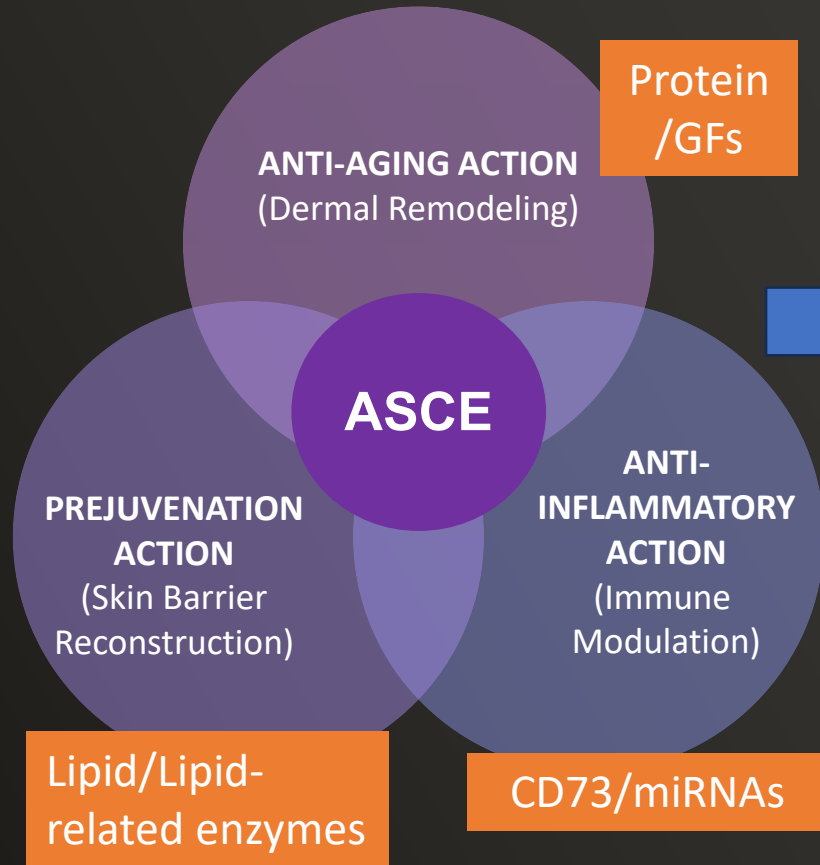 Protein
/GFs
ANTI-AGING ACTION
(Dermal Remodeling)
ASCE
PREJUVENATION
ACTION
(Skin Barrier
Reconstruction)
ANTI-
INFLAMMATORY
ACTION
(Immune
Modulation)
Lipid/Lipid-
related enzymes
CD73/miRNAs